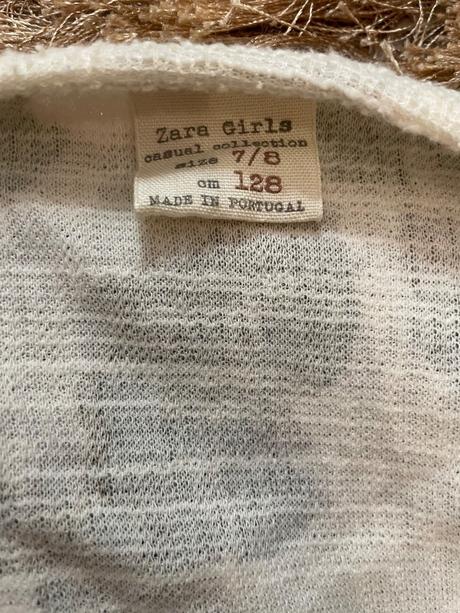 Zara Girls
casual collection
size 7/8
cm 128
MADE IN PORTUGAL